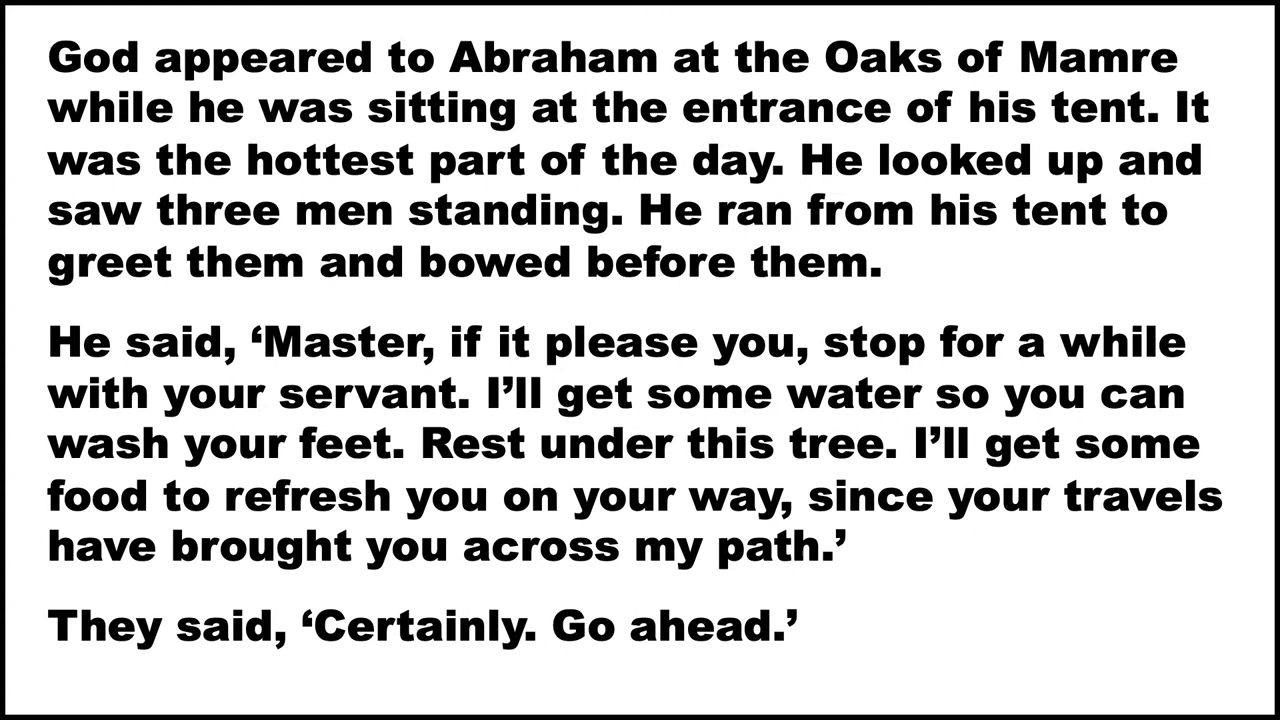 God appeared to Abraham at the Oaks of Mamre
while he was sitting at the entrance of his tent. It
was the hottest part of the day. He looked up and
saw three men standing. He ran from his tent to
greet them and bowed before them.
He said, ‘Master, if it please you, stop for a while
with your servant. I’ll get some water so you can
wash your feet. Rest under this tree. I’ll get some
food to refresh you on your way, since your travels
have brought you across my path.’
They said, ‘Certainly. Go ahead.’